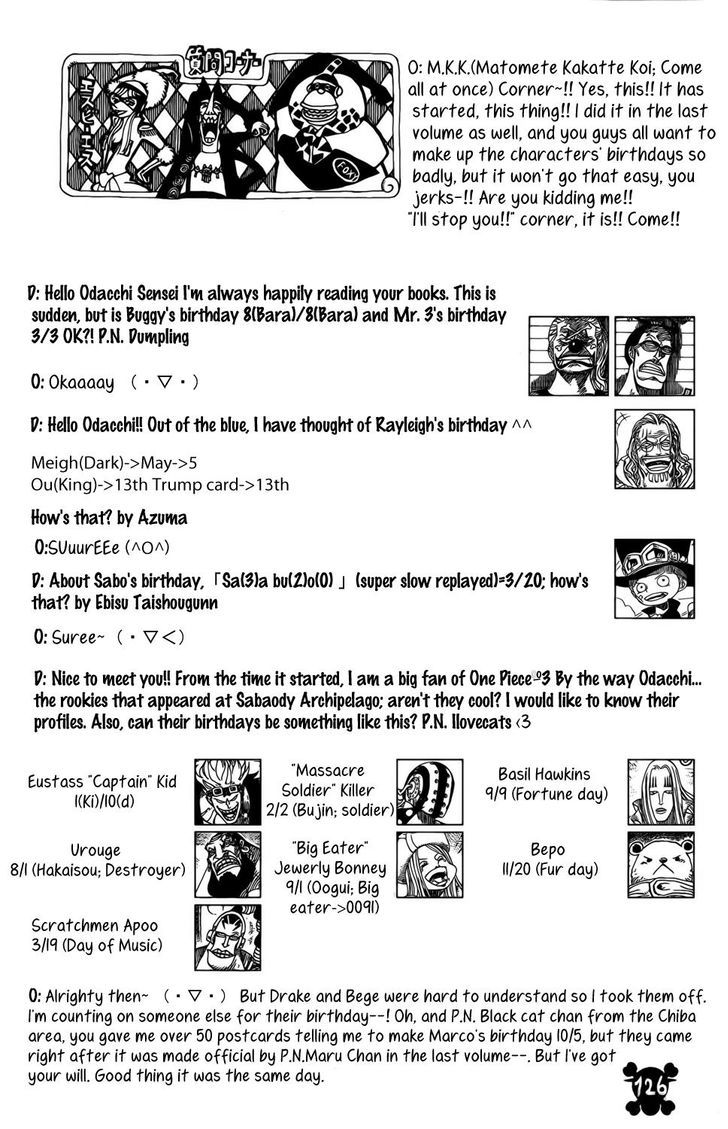 質問コーナー
エスビーエス
FOXY
O: M.K.K.(Matomete Kakatte Koi; Come
all at once) Corner~!! Yes, this!! It has
started, this thing!! I did it in the last
volume as well, and you guys all want to
make up the characters' birthdays so
badly, but it won't go that easy, you
jerks-!! Are you kidding me!!
"I'll stop you!!" corner, it is!! Come!!
D: Hello Odacchi Sensei I'm always happily reading your books. This is
sudden, but is Buggy's birthday 8(Bara)/8(Bara) and Mr. 3's birthday
3/3 OK?! P.N. Dumpling
O: Okaaaay (・▽・)
D: Hello Odacchi!! Out of the blue, I have thought of Rayleigh's birthday ^^
Meigh(Dark)->May->5
Ou(King)->13th Trump card->13th
How's that? by Azuma
O:SUuurEEe (^O^)
D: About Sabo's birthday,「Sa(3)a bu(2)o(0) 」(super slow replayed)=3/20; how's
that? by Ebisu Taishougunn
O: Suree~ (・▽<)
D: Nice to meet you!! From the time it started, I am a big fan of One Piece <3 By the way Odacchi...
the rookies that appeared at Sabaody Archipelago; aren't they cool? I would like to know their
profiles. Also, can their birthdays be something like this? P.N. Ilovecats <3
Eustass "Captain" Kid
1(Ki)/10(d)
"Massacre
Soldier" Killer
2/2 (Bujin; soldier)
Basil Hawkins
9/9 (Fortune day)
Urouge
8/1 (Hakaisou; Destroyer)
"Big Eater"
Jewerly Bonney
9/1 (Oogui; Big
eater->0091)
Bepo
11/20 (Fur day)
Scratchmen Apoo
3/19 (Day of Music)
O: Alrighty then~ (・▽・) But Drake and Bege were hard to understand so I took them off.
I'm counting on someone else for their birthday--! Oh, and P.N. Black cat chan from the Chiba
area, you gave me over 50 postcards telling me to make Marco's birthday 10/5, but they came
right after it was made official by P.N.Maru Chan in the last volume--. But I've got
your will. Good thing it was the same day.
126